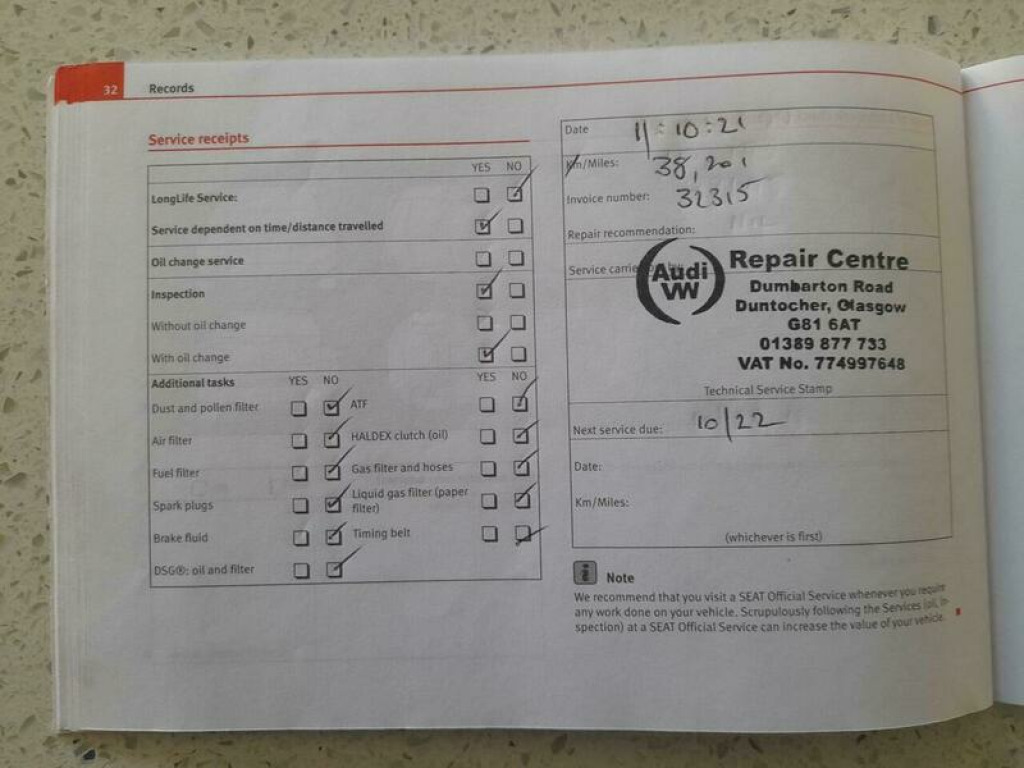 32 Records
Service receipts
YES NO
LongLife Service:
Service dependent on time/distance travelled
Oil change service
Inspection
Without oil change
With oil change
Additional tasks YES NO YES NO
Dust and pollen filter ATF
Air filter HALDEX clutch (oil)
Fuel filter Gas filter and hoses
Spark plugs Liquid gas filter (paper
filter)
Brake fluid Timing belt
DSG®: oil and filter
Date 11:10:21
Km/Miles: 38,201
Invoice number: 32315
Repair recommendation:
Service carried out by:
Audi
VW
Repair Centre
Dumbarton Road
Duntocher, Glasgow
G81 6AT
01389 877 733
VAT No. 774997648
Technical Service Stamp
Next service due: 10/22
Date:
Km/Miles:
(whichever is first)
Note
We recommend that you visit a SEAT Official Service whenever you require
any work done on your vehicle. Scrupulously following the Services (oil, in-
spection) at a SEAT Official Service can increase the value of your vehicle.